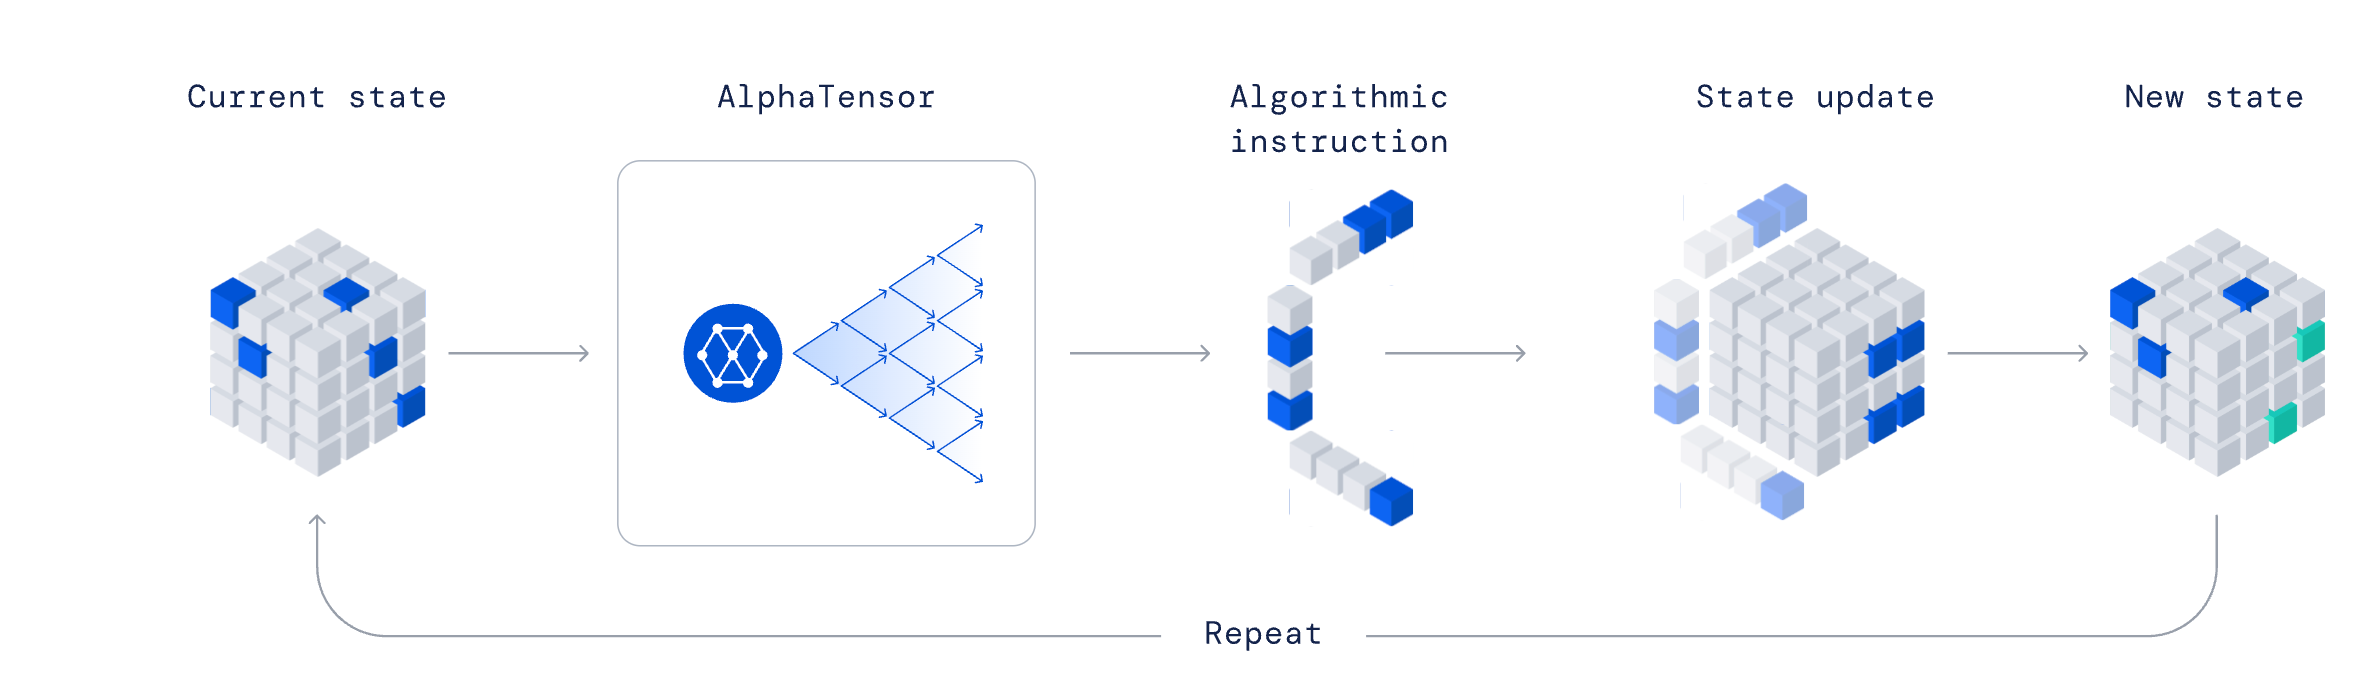 Current state
AlphaTensor
Algorithmic
instruction
State update
New state
Repeat